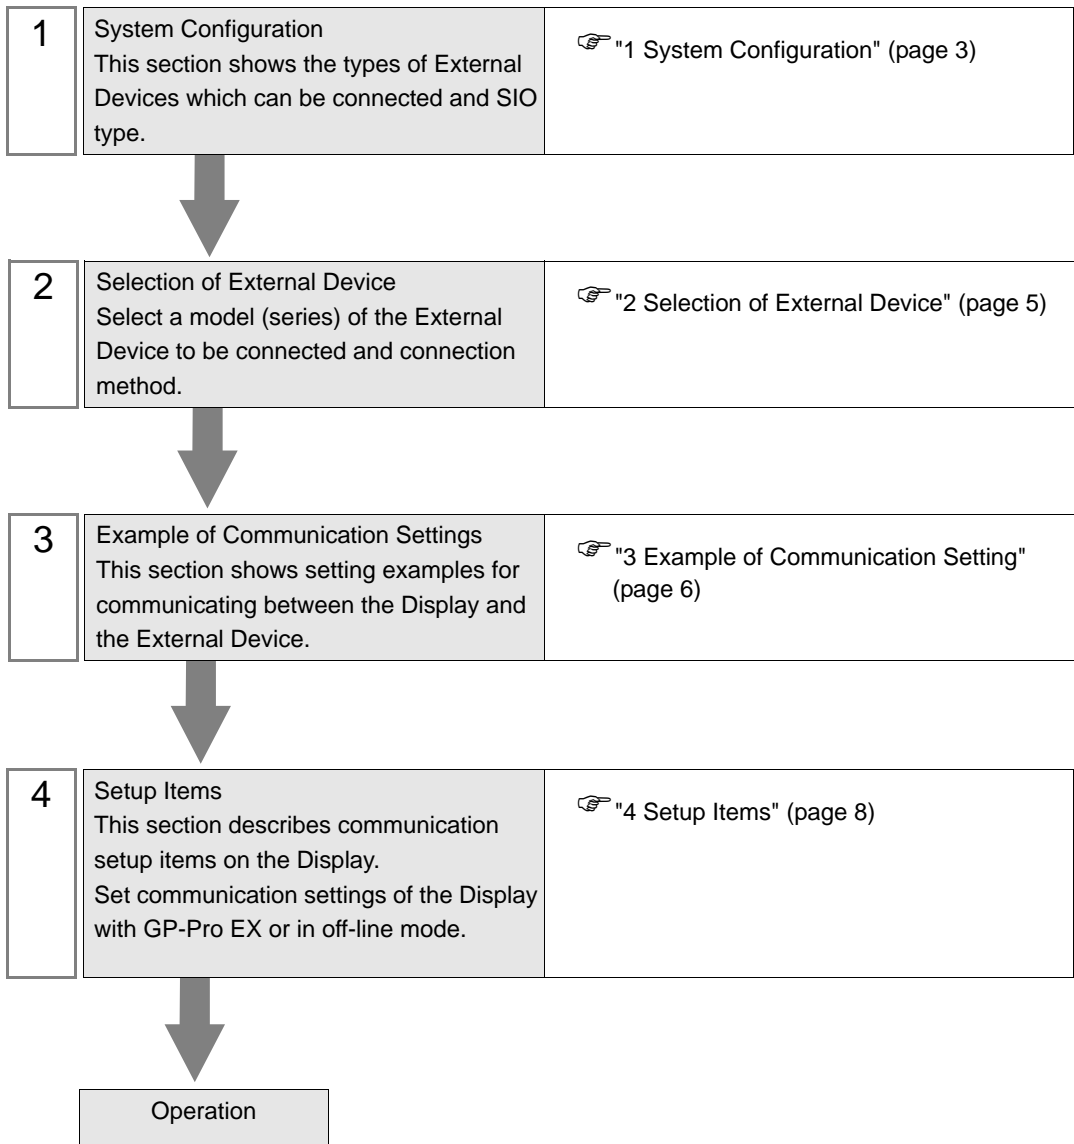 1
System Configuration
This section shows the types of External
Devices which can be connected and SIO
type.
"1 System Configuration" (page 3)
2
Selection of External Device
Select a model (series) of the External
Device to be connected and connection
method.
"2 Selection of External Device" (page 5)
3
Example of Communication Settings
This section shows setting examples for
communicating between the Display and
the External Device.
"3 Example of Communication Setting"
(page 6)
4
Setup Items
This section describes communication
setup items on the Display.
Set communication settings of the Display
with GP-Pro EX or in off-line mode.
"4 Setup Items" (page 8)
Operation